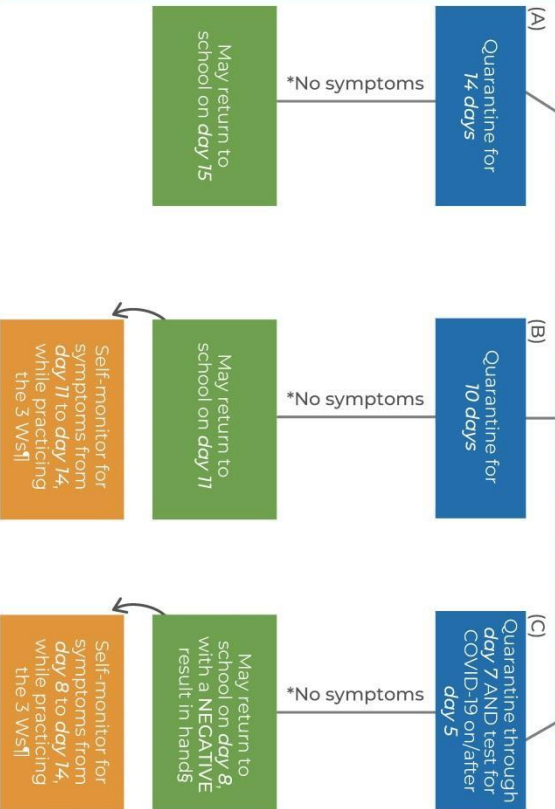 (A)
Quarantine for
14 days
*No symptoms
May return to
school on day 15
(B)
Quarantine for
10 days
*No symptoms
May return to
school on day 11
Self-monitor for
symptoms from
day 11 to day 14,
while practicing
the 3 Ws¶
(C)
Quarantine through
day 7 AND test for
COVID-19 on/after
day 5
*No symptoms
May return to
school on day 8,
with a NEGATIVE
result in hand§
Self-monitor for
symptoms from
day 8 to day 14,
while practicing
the 3 Ws¶